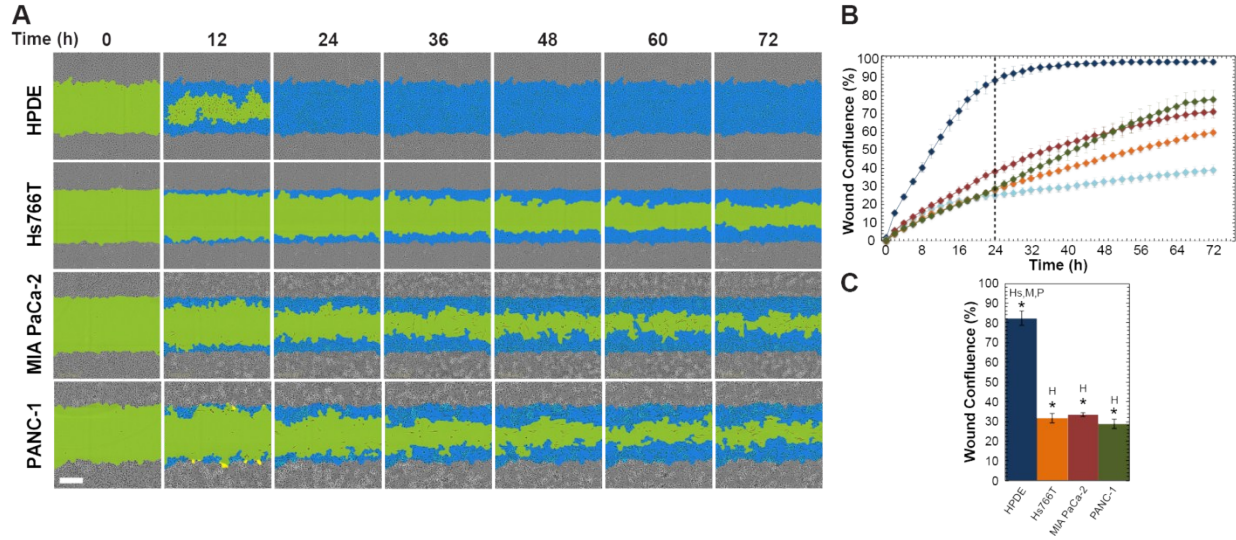 A
Time (h) 0 12 24 36 48 60 72
HPDE
Hs766T
MIA PaCa-2
PANC-1
B
Wound Confluence (%)
100
90
80
70
60
50
40
30
20
10
0
0 8 16 24 32 40 48 56 64 72
Time (h)
C
Wound Confluence (%)
100
90
80
70
60
50
40
30
20
10
0
Hs,M,P
*
H
*
H
*
H
*
HPDE
Hs766T
MIA PaCa-2
PANC-1